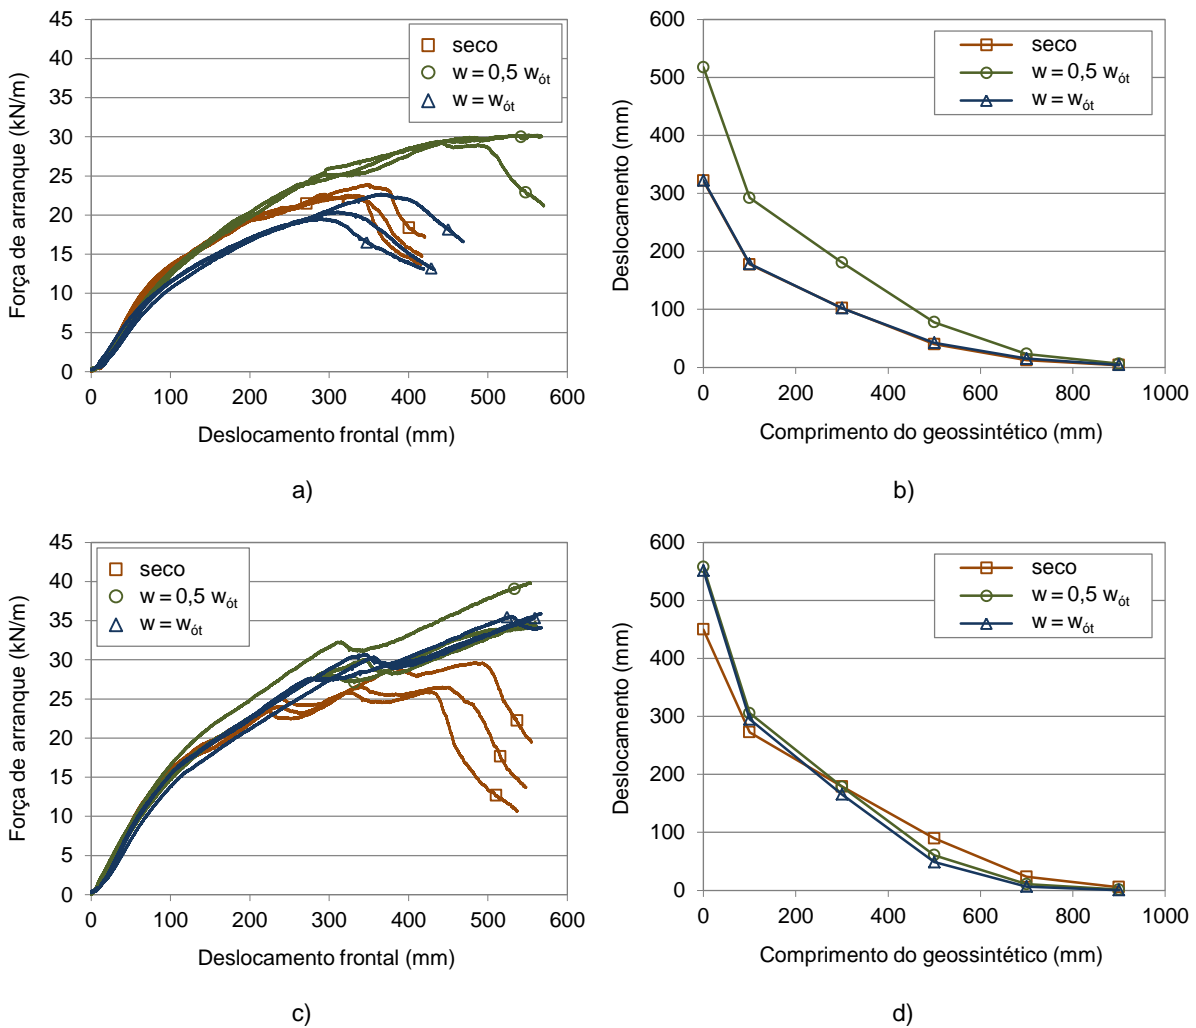 45
40
35
30
25
20
15
10
5
0
0 100 200 300 400 500 600
Força de arranque (kN/m)
Deslocamento frontal (mm)
seco
w = 0,5 wót
w = wót
a)
600
500
400
300
200
100
0
0 200 400 600 800 1000
Deslocamento (mm)
Comprimento do geossintético (mm)
seco
w = 0,5 wót
w = wót
b)
45
40
35
30
25
20
15
10
5
0
0 100 200 300 400 500 600
Força de arranque (kN/m)
Deslocamento frontal (mm)
seco
w = 0,5 wót
w = wót
c)
600
500
400
300
200
100
0
0 200 400 600 800 1000
Deslocamento (mm)
Comprimento do geossintético (mm)
seco
w = 0,5 wót
w = wót
d)